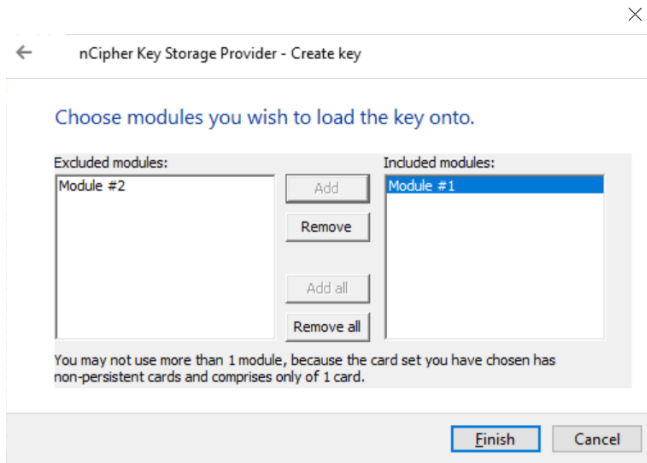 nCipher Key Storage Provider - Create key
Choose modules you wish to load the key onto.
Excluded modules:
Included modules:
Module #2
Add
Module #1
Remove
Add all
Remove all
You may not use more than 1 module, because the card set you have chosen has
non-persistent cards and comprises only of 1 card.
Finish
Cancel